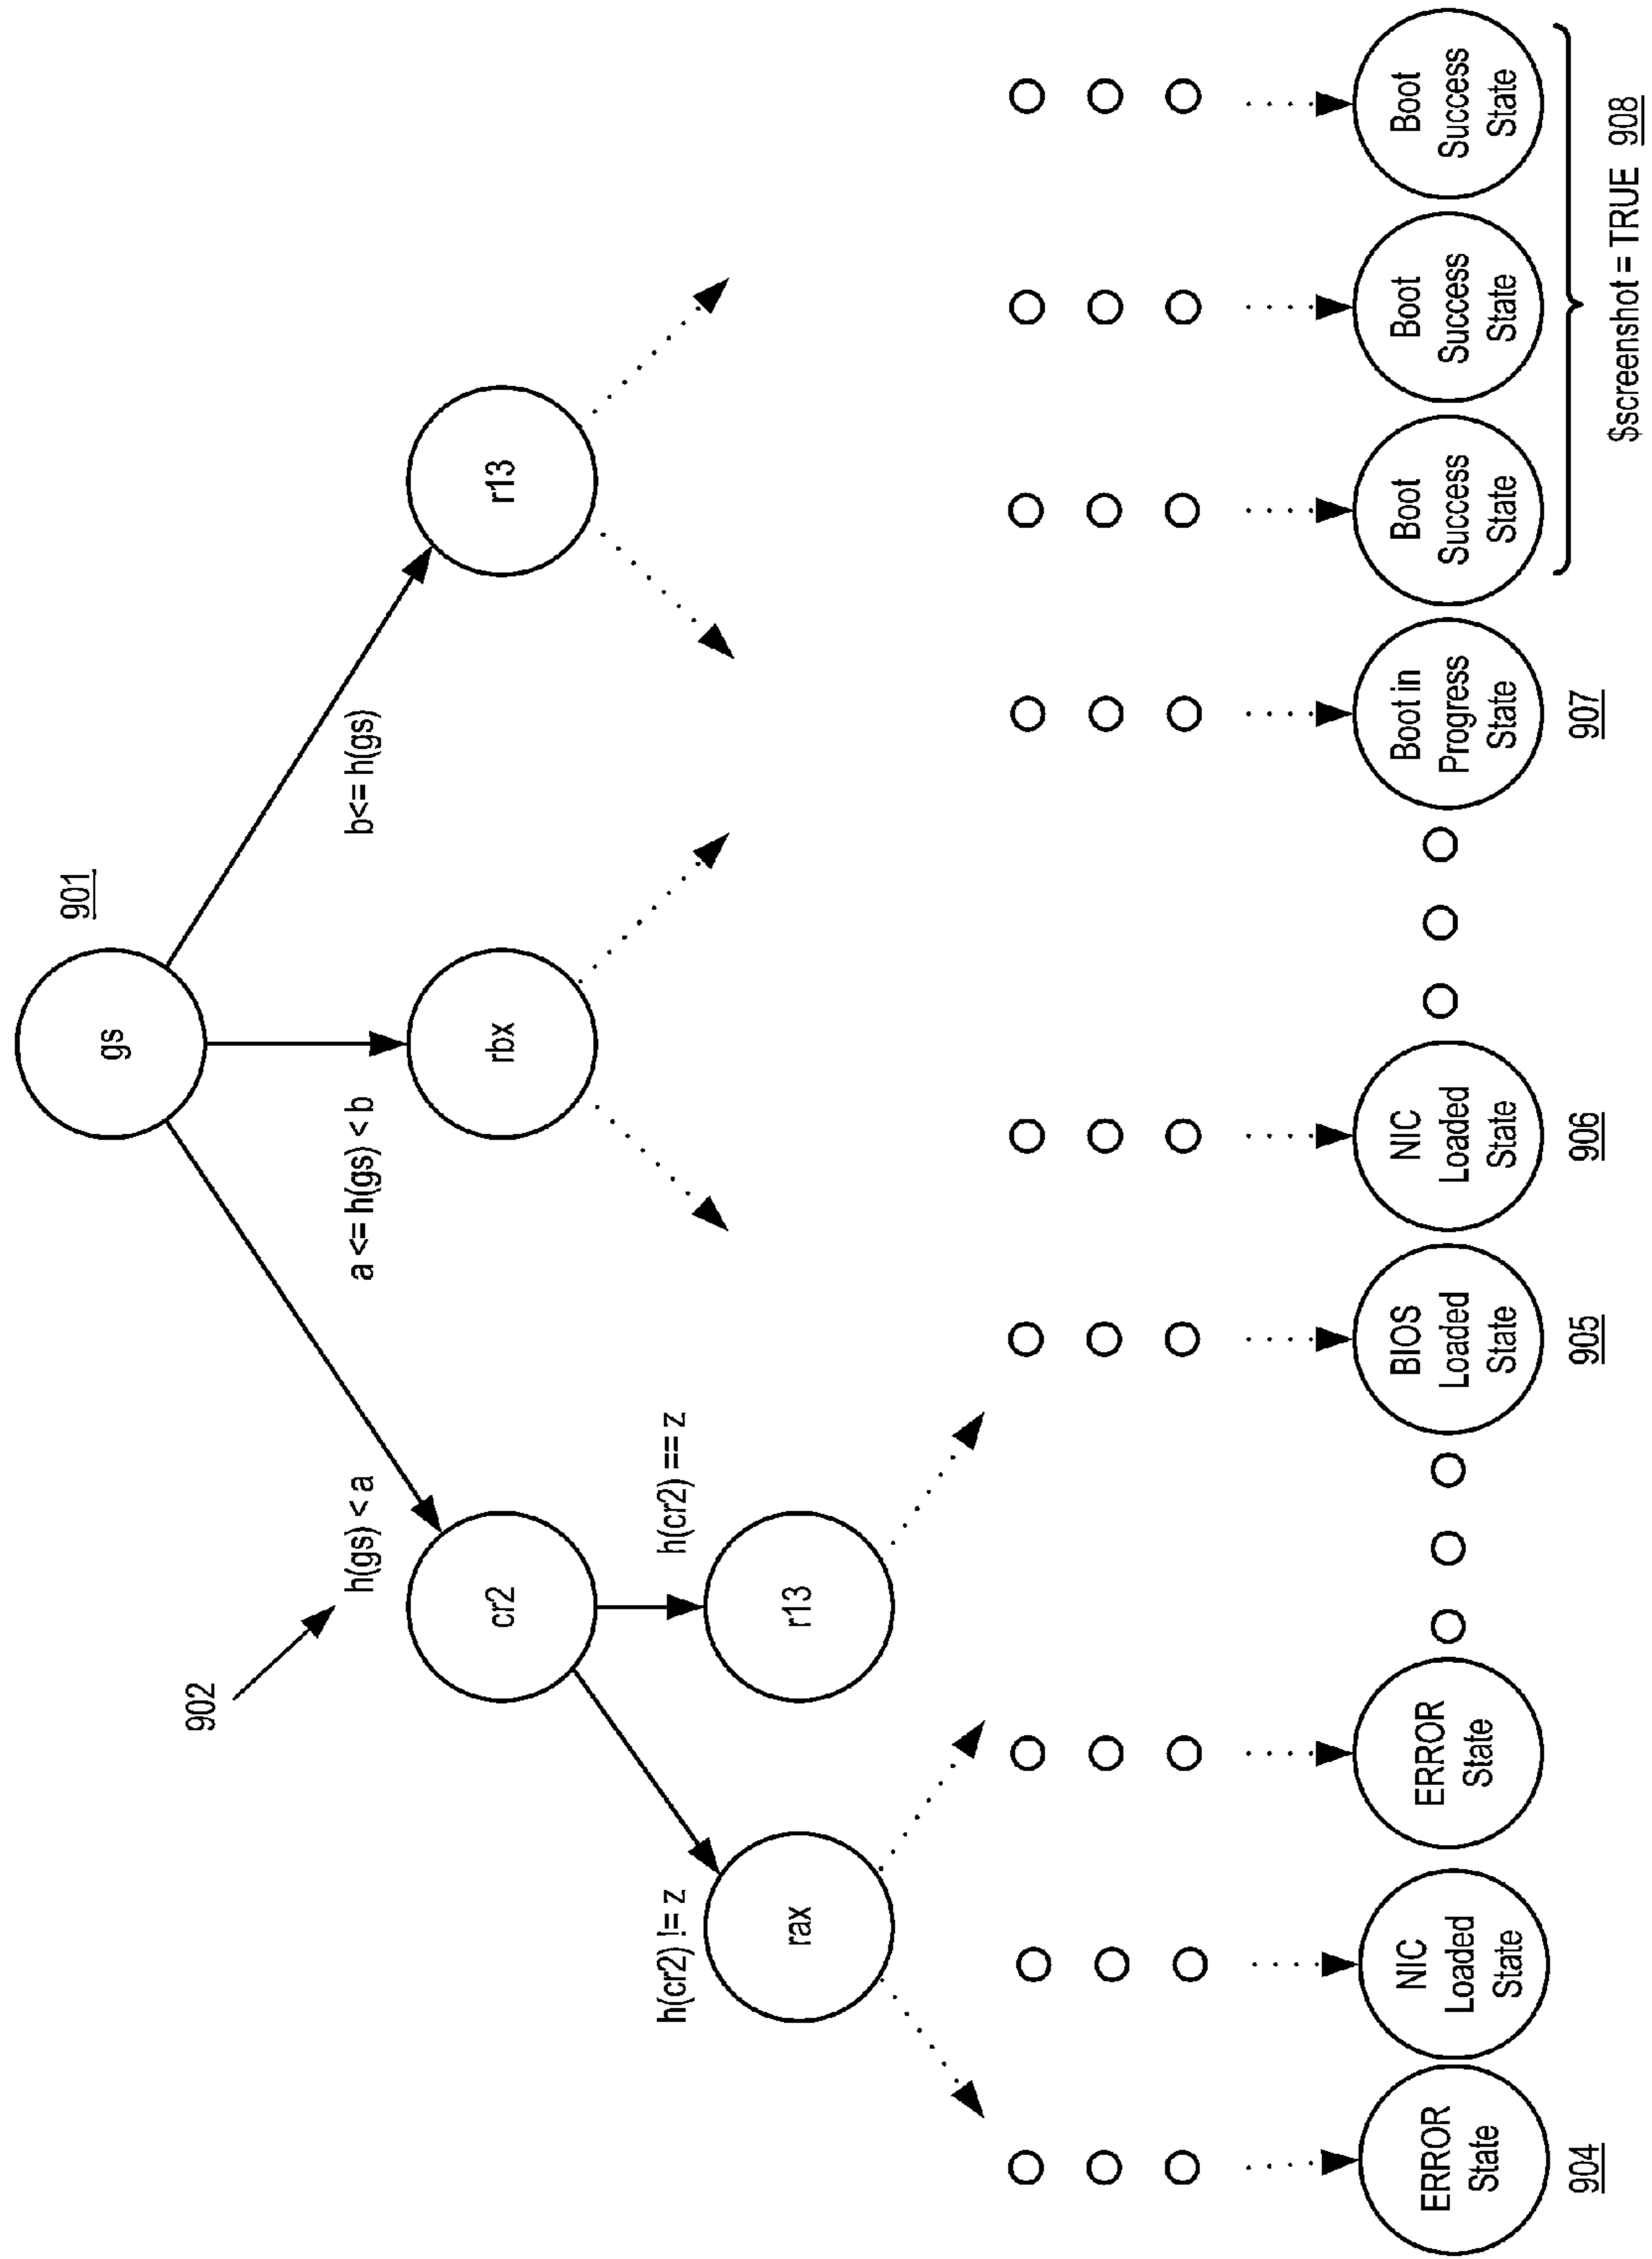 901
gs
902
h(gs) < a
a <= h(gs) < b
b<= h(gs)
cr2
rbx
r13
h(cr2) != z
h(cr2) == z
rax
r13
ERROR
State
NIC
Loaded
State
ERROR
State
BIOS
Loaded
State
NIC
Loaded
State
Boot in
Progress
State
Boot
Success
State
Boot
Success
State
Boot
Success
State
904
905
906
907
$screenshot = TRUE 908